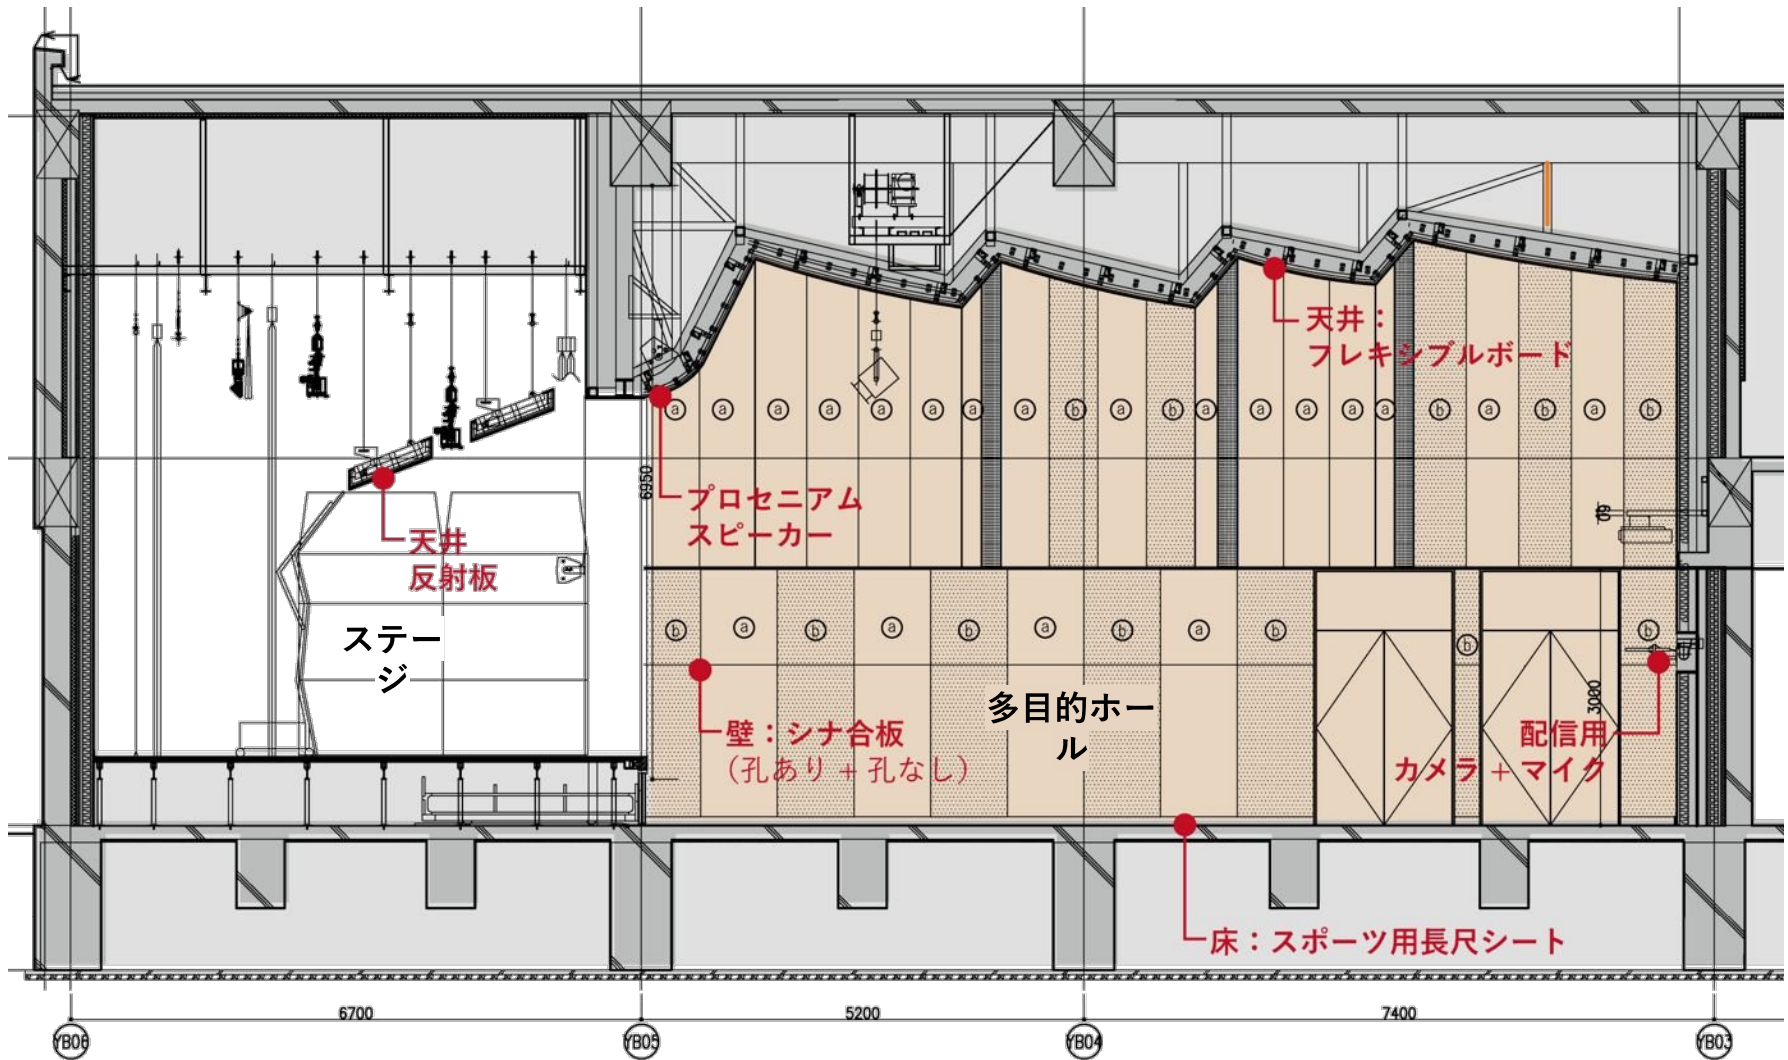 天井：
フレキシブルボード
ⓐ ⓐ ⓐ ⓐ ⓐ ⓐ ⓐ ⓐ ⓑ ⓐ ⓑ ⓐ ⓐ ⓐ ⓐ ⓐ ⓑ ⓐ ⓑ ⓐ ⓑ
6950
プロセニアム
スピーカー
60
天井
反射板
ステー
ジ
ⓑ ⓐ ⓑ ⓐ ⓑ ⓐ ⓑ ⓐ ⓑ ⓑ ⓑ
多目的ホー
ル
3000
壁：シナ合板
（孔あり + 孔なし）
配信用
カメラ + マイク
床：スポーツ用長尺シート
6700 5200 7400
YB06 YB05 YB04 YB03